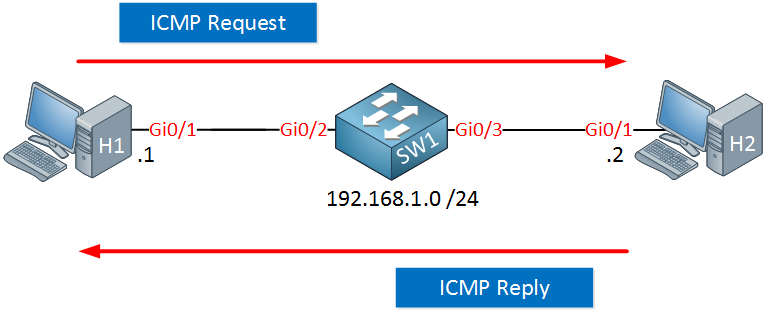 ICMP Request
H1
Gi0/1
Gi0/2
SW1
Gi0/3
Gi0/1
H2
.1
.2
192.168.1.0 /24
ICMP Reply